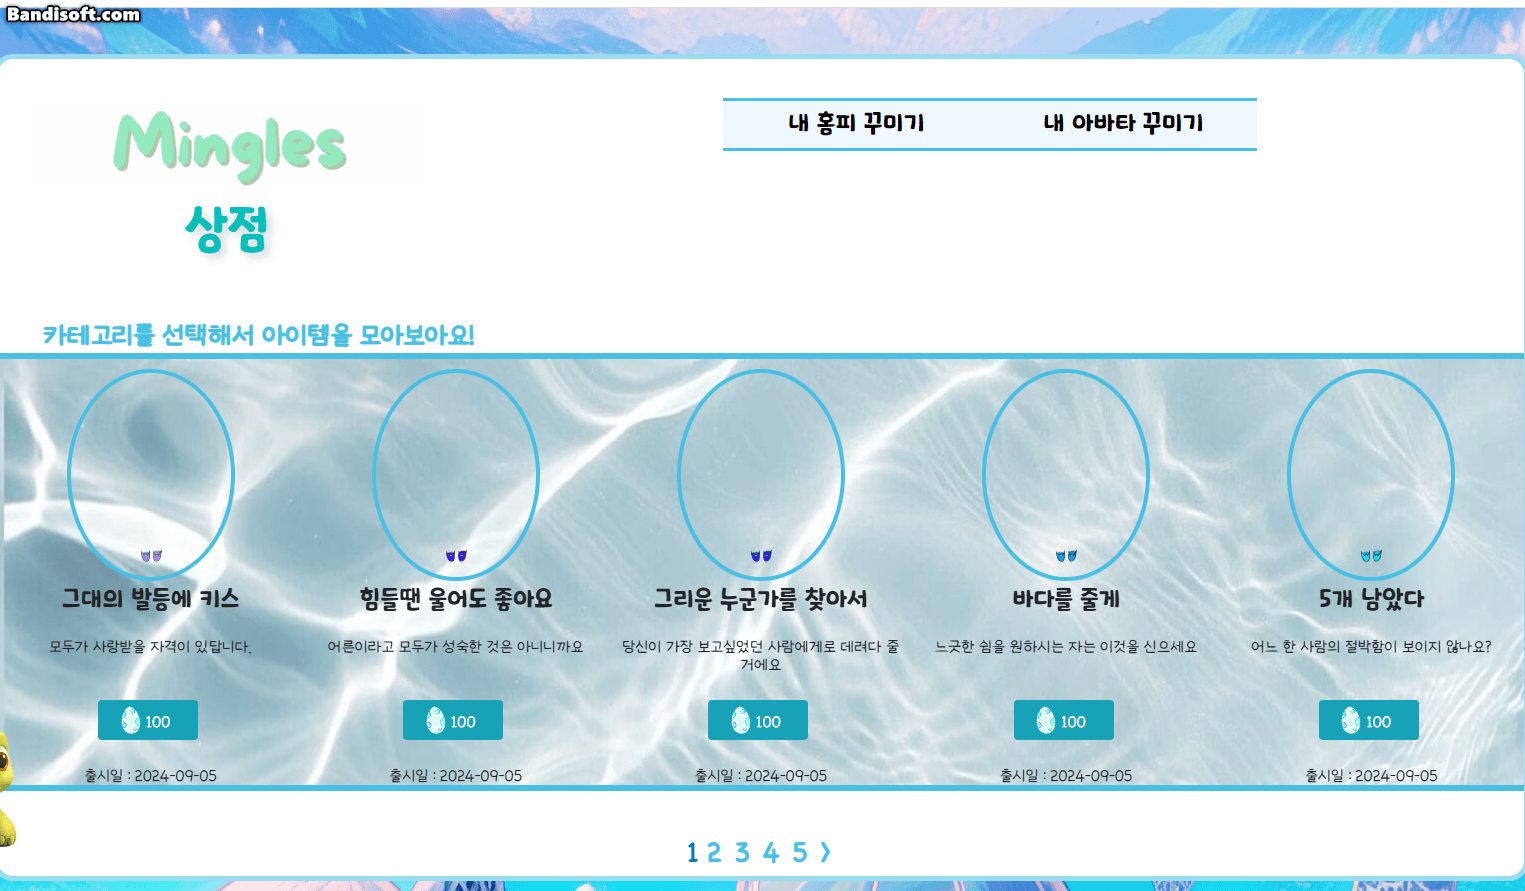 Bandisoft.com
Mingles
상점
내 홈피 꾸미기
내 아바타 꾸미기
카테고리를 선택해서 아이템을 모아보아요!
그대의 발등에 키스
모두가 사랑받을 자격이 있답니다.
100
출시일 : 2024-09-05
힘들땐 울어도 좋아요
어른이라고 모두가 성숙한 것은 아니니까요
100
출시일 : 2024-09-05
그리운 누군가를 찾아서
당신이 가장 보고싶었던 사람에게로 데려다 줄
거에요
100
출시일 : 2024-09-05
바다를 줄게
느긋한 쉼을 원하시는 자는 이것을 신으세요
100
출시일 : 2024-09-05
5개 남았다
어느 한 사람의 절박함이 보이지 않나요?
100
출시일 : 2024-09-05
1 2 3 4 5 >